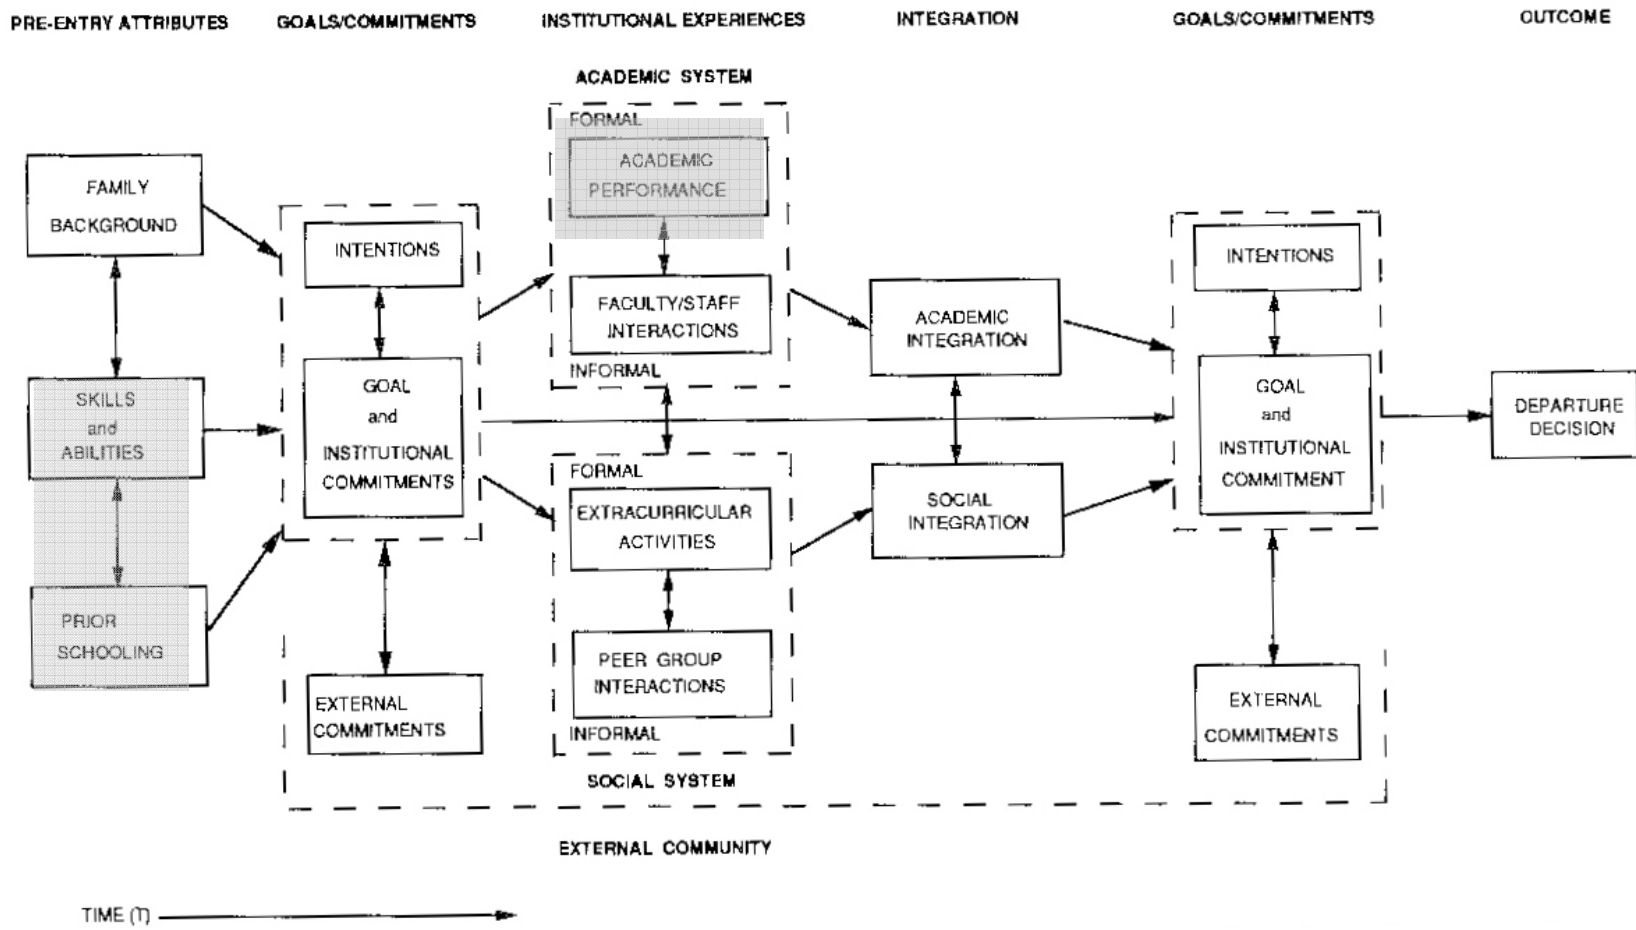 PRE-ENTRY ATTRIBUTES
GOALS/COMMITMENTS
INSTITUTIONAL EXPERIENCES
INTEGRATION
GOALS/COMMITMENTS
OUTCOME
FAMILY
BACKGROUND
SKILLS
and
ABILITIES
PRIOR
SCHOOLING
INTENTIONS
GOAL
and
INSTITUTIONAL
COMMITMENTS
EXTERNAL
COMMITMENTS
ACADEMIC SYSTEM
FORMAL
ACADEMIC
PERFORMANCE
FACULTY/STAFF
INTERACTIONS
INFORMAL
FORMAL
EXTRACURRICULAR
ACTIVITIES
PEER GROUP
INTERACTIONS
INFORMAL
SOCIAL SYSTEM
ACADEMIC
INTEGRATION
SOCIAL
INTEGRATION
INTENTIONS
GOAL
and
INSTITUTIONAL
COMMITMENT
EXTERNAL
COMMITMENTS
DEPARTURE
DECISION
EXTERNAL COMMUNITY
TIME (T)